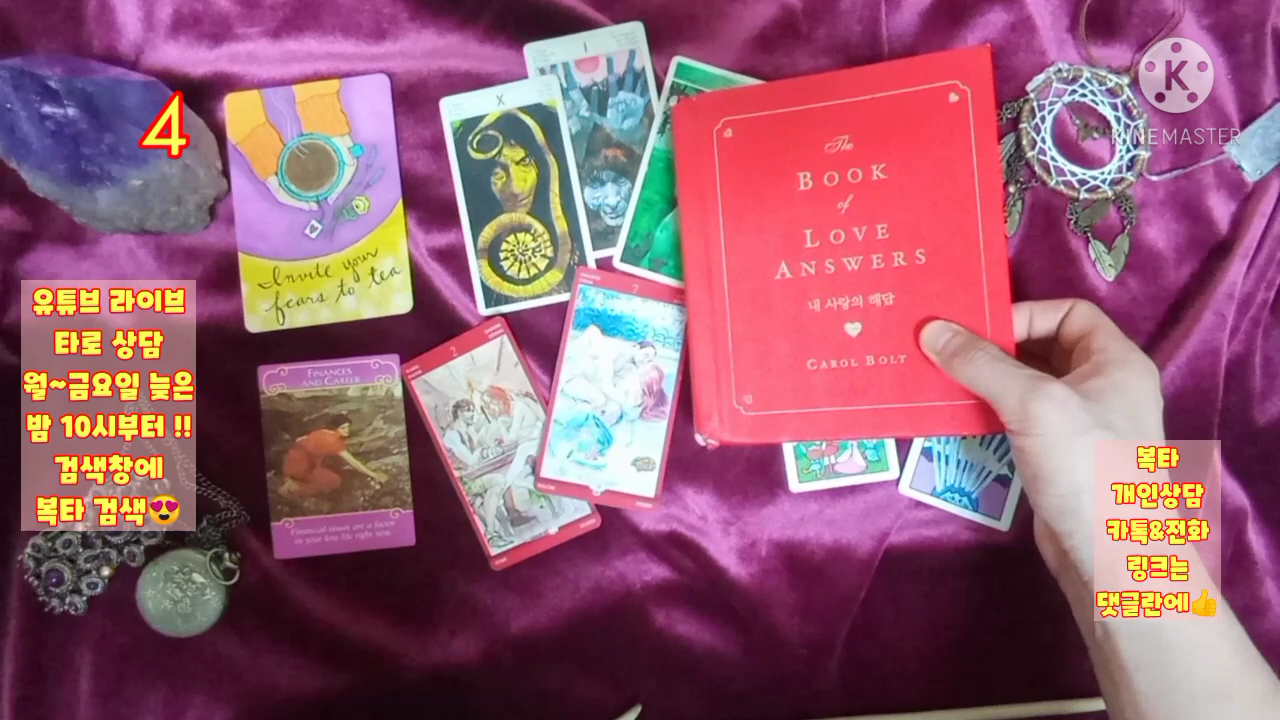 4
Invite your
fears to tea
X
I
The
BOOK
of
LOVE
ANSWERS
내 사랑의 해답
CAROL BOLT
K
KINEMASTER
유튜브 라이브
타로 상담
월~금요일 늦은
밤 10시부터 !!
검색창에
복타 검색😍
FINANCES
AND CAREER
Financial issues are a factor
in your love life right now.
2
7
복타
개인상담
카톡&전화
링크는
댓글란에👍